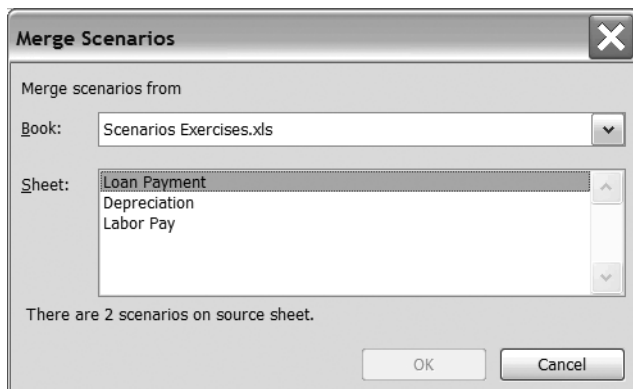 Merge Scenarios
Merge scenarios from
Book: Scenarios Exercises.xls
Sheet: Loan Payment
Depreciation
Labor Pay
There are 2 scenarios on source sheet.
OK Cancel